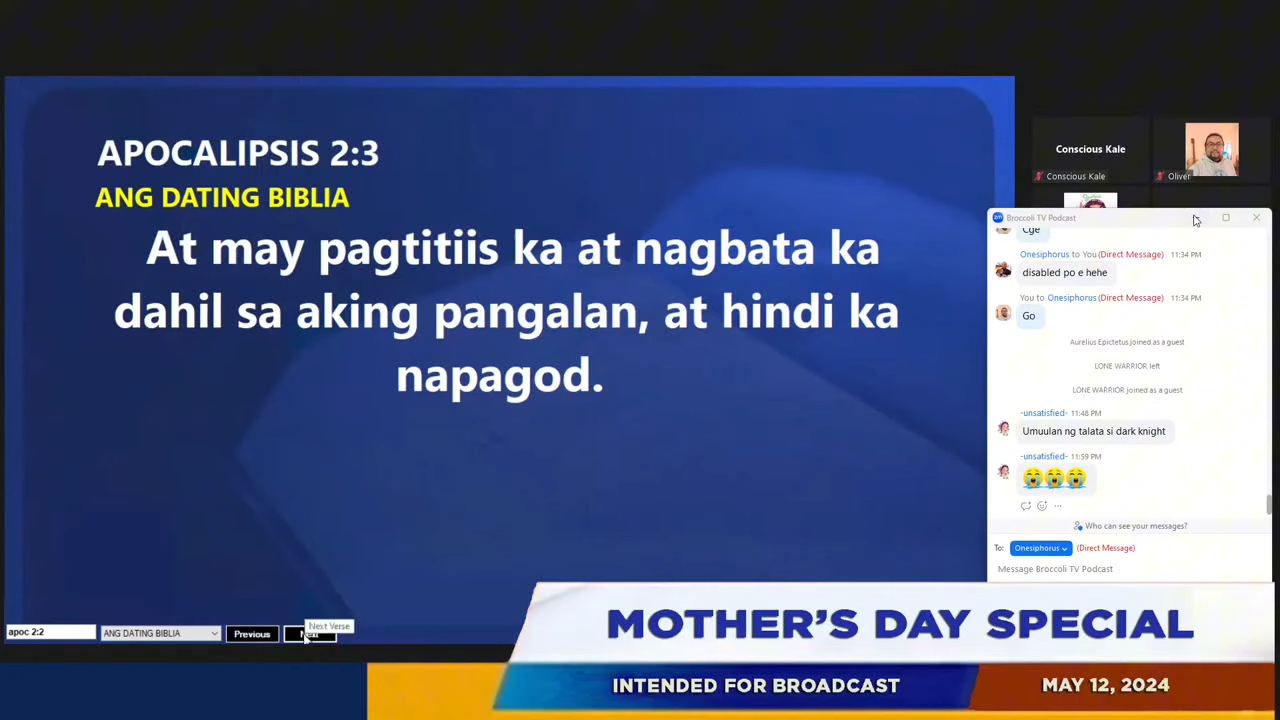 APOCALIPSIS 2:3
ANG DATING BIBLIA
At may pagtitiis ka at nagbata ka
dahil sa aking pangalan, at hindi ka
napagod.
apoc 2:2
ANG DATING BIBLIA
Previous
Next Verse
Conscious Kale
Conscious Kale
Oliver
zm Broccoli TV Podcast
Cge
Onesiphorus to You (Direct Message) 11:34 PM
disabled po e hehe
You to Onesiphorus (Direct Message) 11:34 PM
Go
Aurelius Epictetus joined as a guest
LONE WARRIOR left
LONE WARRIOR joined as a guest
-unsatisfied- 11:48 PM
Umuulan ng talata si dark knight
-unsatisfied- 11:59 PM
😭😭😭
Who can see your messages?
To: Onesiphorus (Direct Message)
Message Broccoli TV Podcast
MOTHER'S DAY SPECIAL
INTENDED FOR BROADCAST
MAY 12, 2024